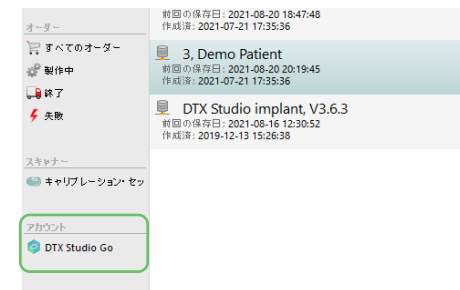 オーダー
すべてのオーダー
製作中
終了
失敗
スキャナー
キャリブレーション・セッ
アカウント
DTX Studio Go
前回の保存日: 2021-08-20 18:47:48
作成済: 2021-07-21 17:35:36
3, Demo Patient
前回の保存日: 2021-08-20 20:19:45
作成済: 2021-07-21 17:35:36
DTX Studio implant, V3.6.3
前回の保存日: 2021-08-16 12:30:52
作成済: 2019-12-13 15:26:38